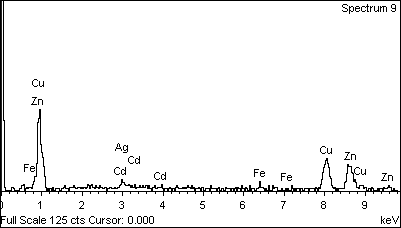 Spectrum 9
Cu
Zn
Fe
Ag
Cd
Cd
Cd
Fe
Fe
Cu
Zn
Cu
Zn
0 1 2 3 4 5 6 7 8 9
Full Scale 125 cts Cursor: 0.000 keV